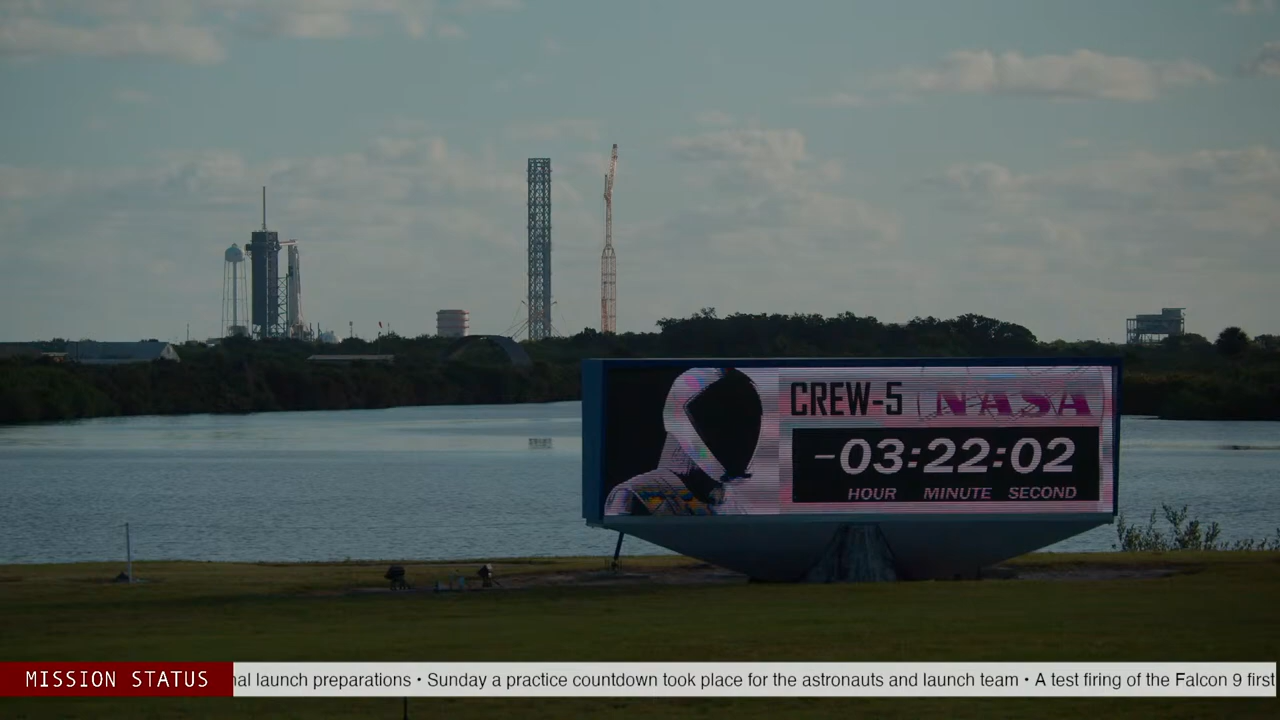 CREW-5 NASA
-03:22:02
HOUR MINUTE SECOND
MISSION STATUS
nal launch preparations • Sunday a practice countdown took place for the astronauts and launch team • A test firing of the Falcon 9 first